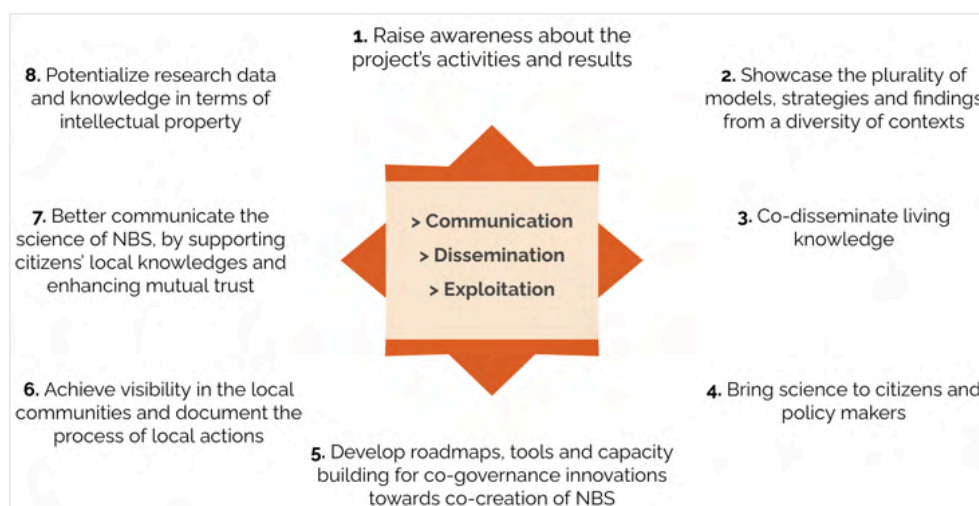 1. Raise awareness about the
project's activities and results
2. Showcase the plurality of
models, strategies and findings
from a diversity of contexts
3. Co-disseminate living
knowledge
4. Bring science to citizens and
policy makers
5. Develop roadmaps, tools and capacity
building for co-governance innovations
towards co-creation of NBS
6. Achieve visibility in the local
communities and document the
process of local actions
7. Better communicate the
science of NBS, by supporting
citizens' local knowledges and
enhancing mutual trust
8. Potentialize research data
and knowledge in terms of
intellectual property
> Communication
> Dissemination
> Exploitation